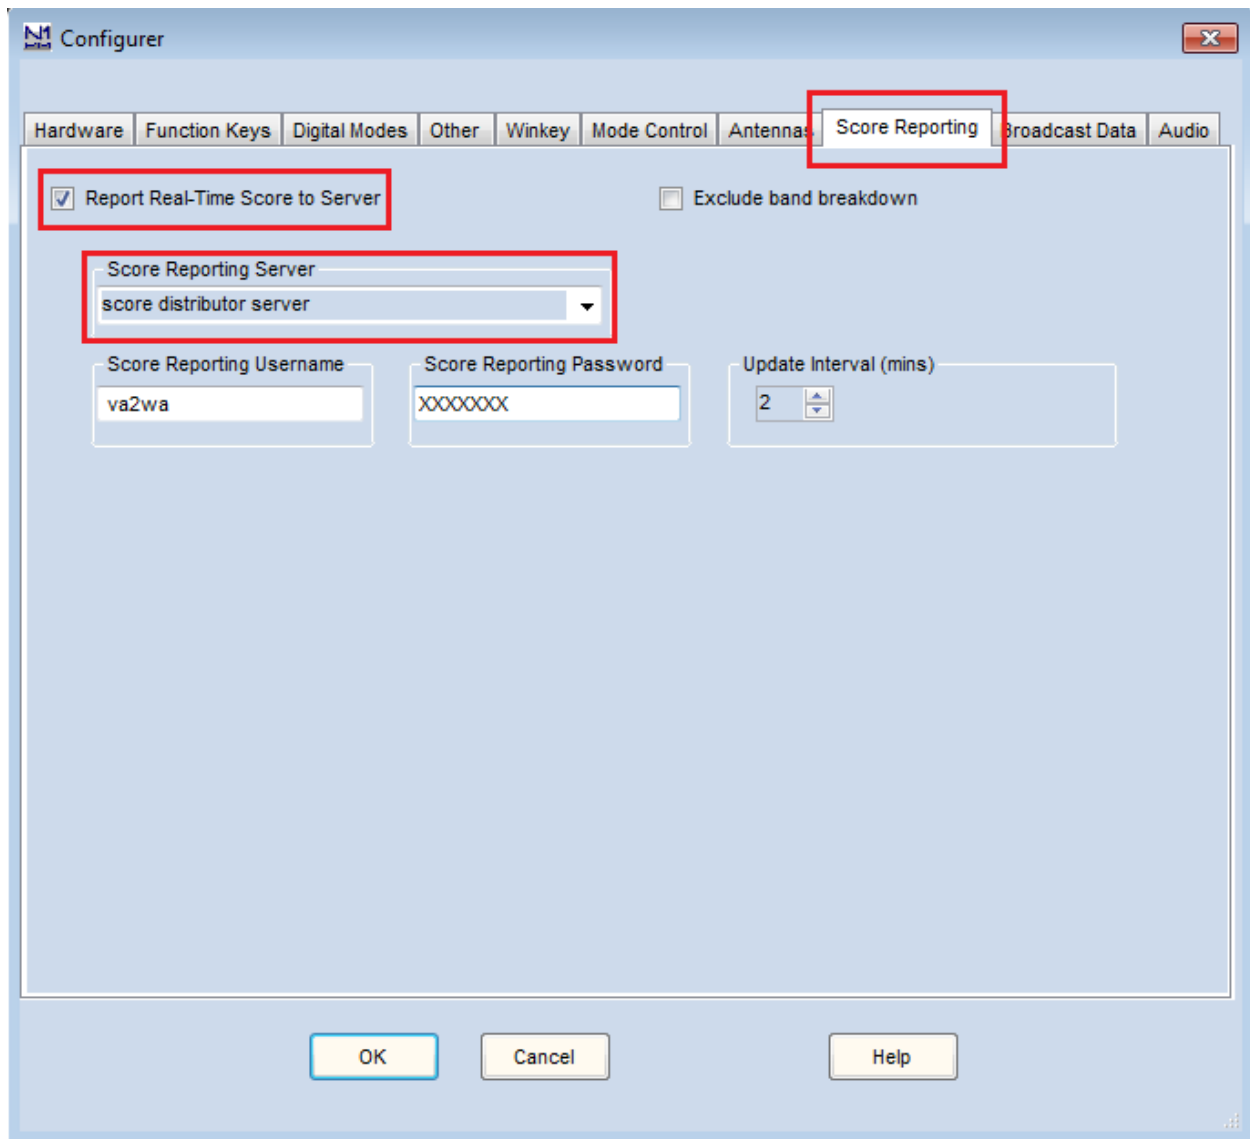 N1 Configurer
Hardware Function Keys Digital Modes Other Winkey Mode Control Antennas Score Reporting Broadcast Data Audio
Report Real-Time Score to Server Exclude band breakdown
Score Reporting Server
score distributor server
Score Reporting Username Score Reporting Password Update Interval (mins)
va2wa XXXXXXX 2
OK Cancel Help